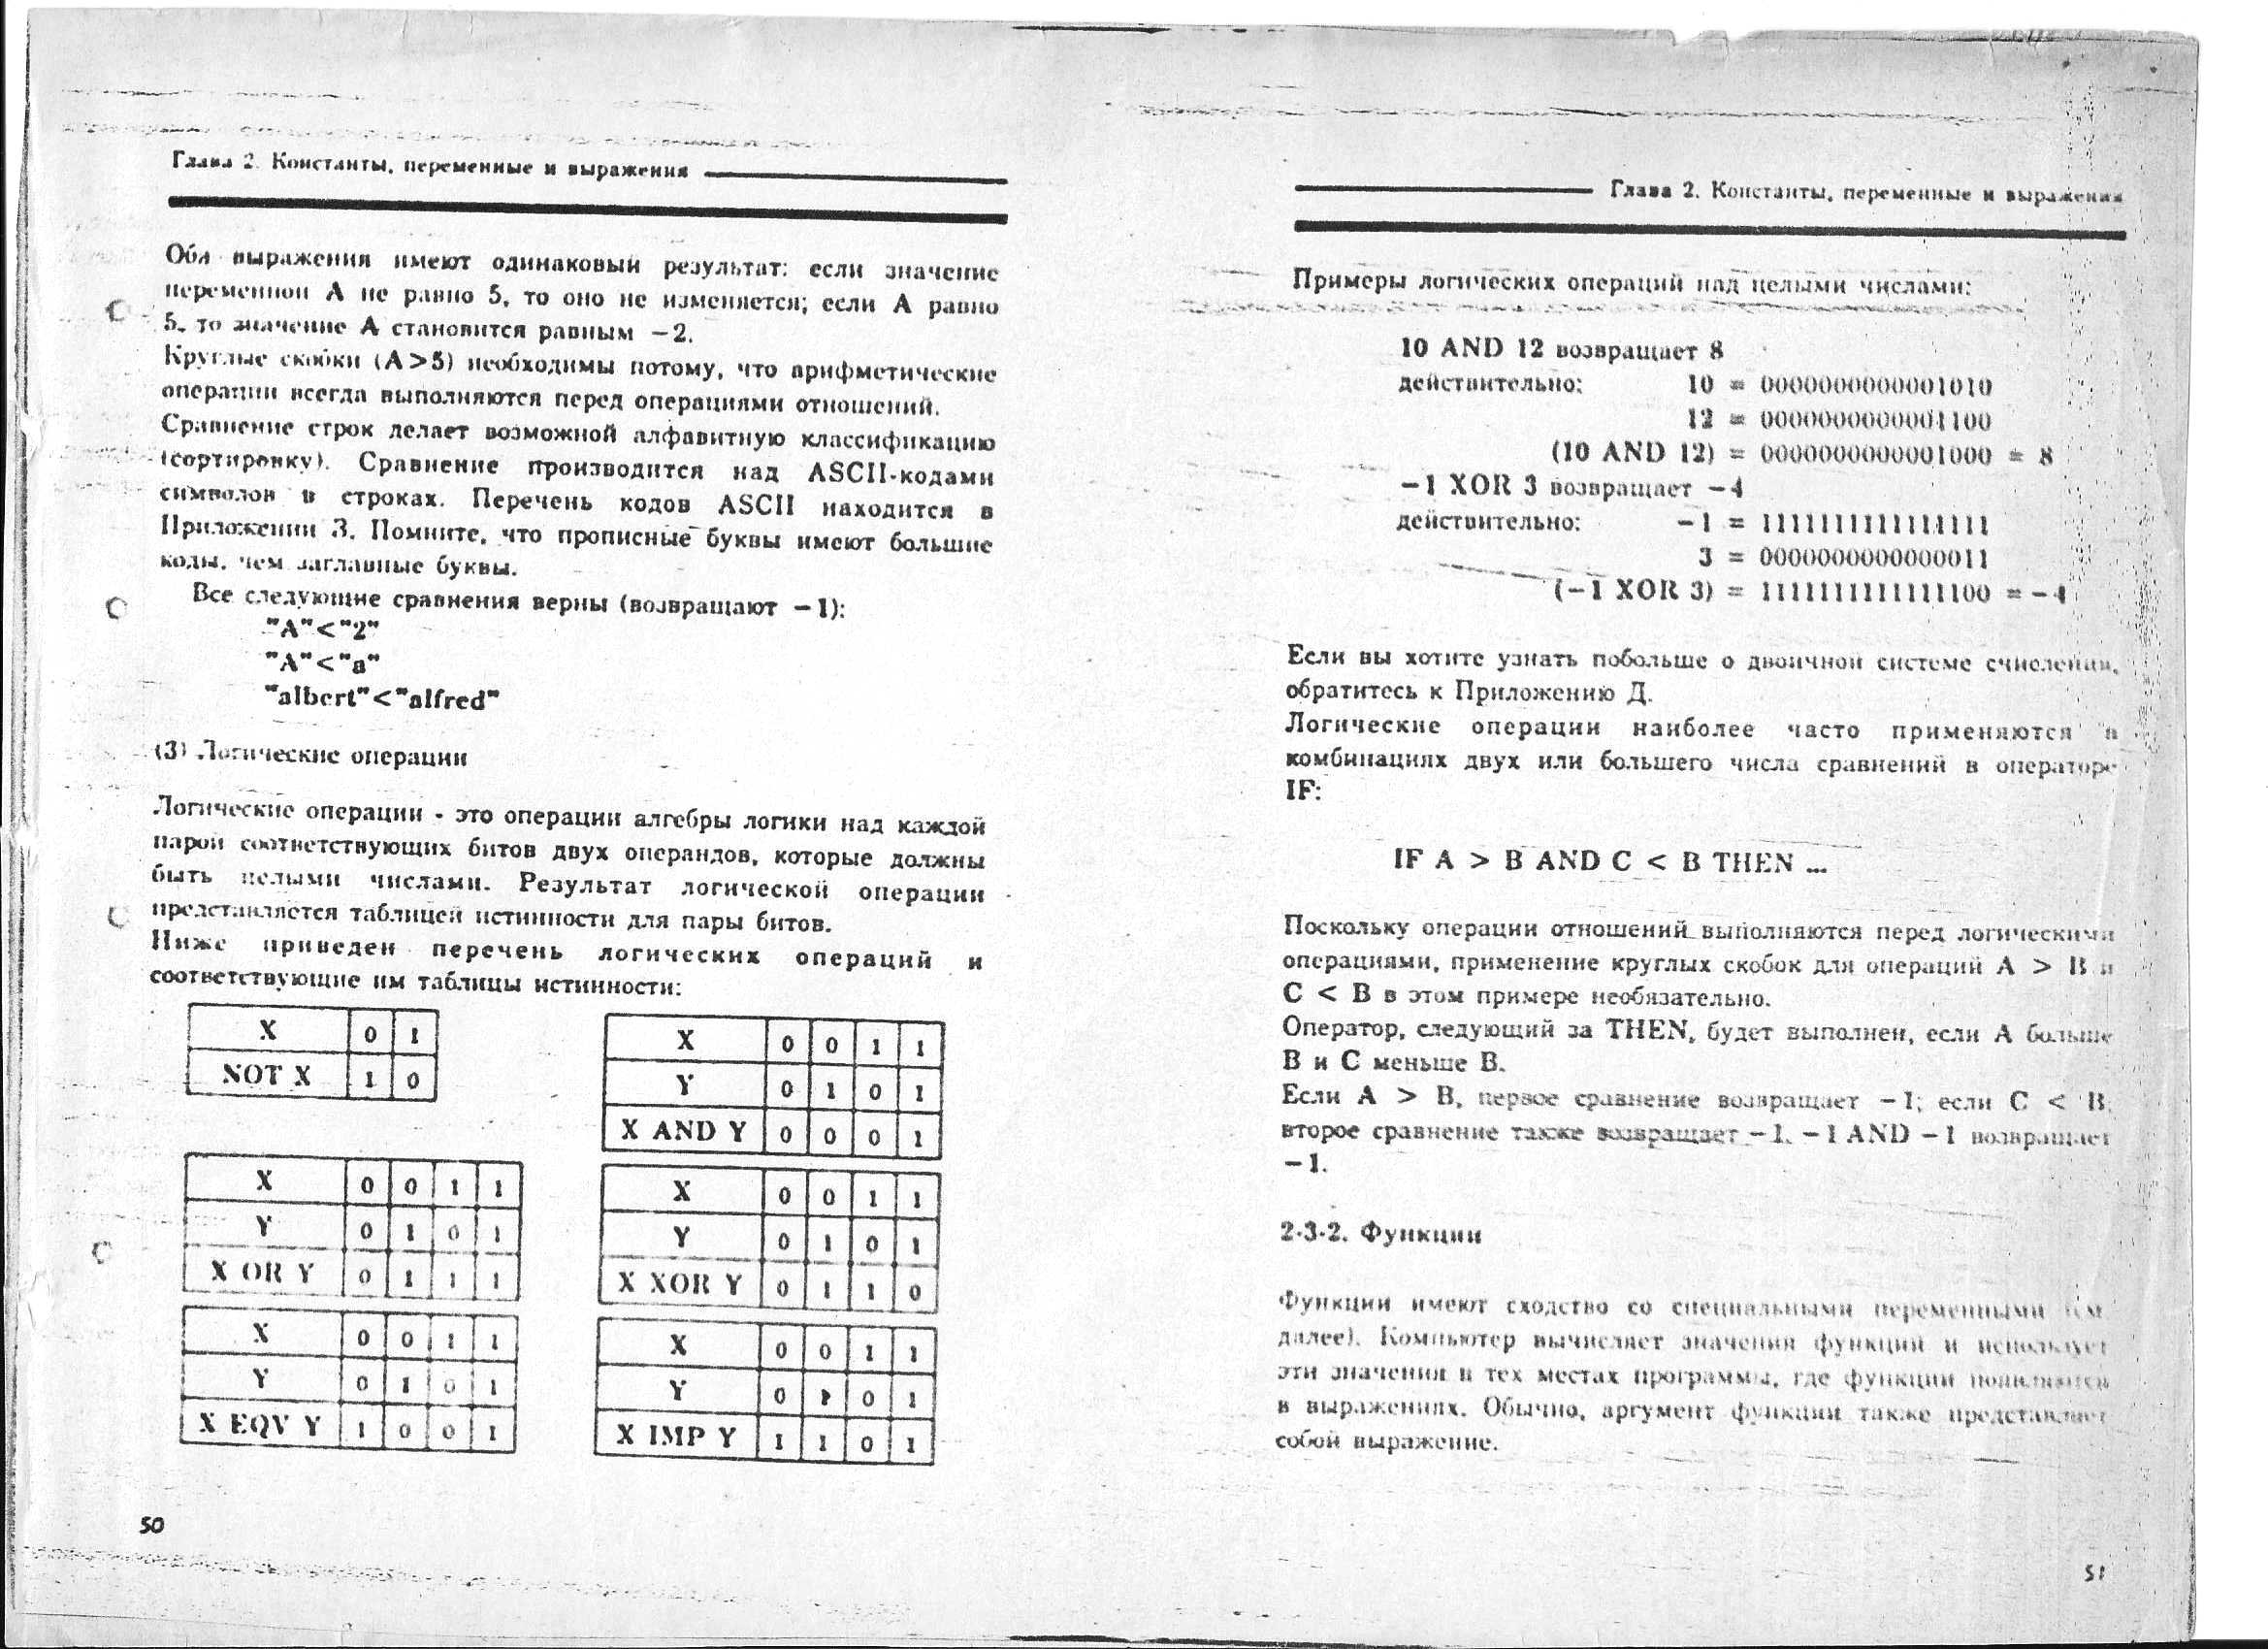 Глава 2. Константы, переменные и выражения
Оба выражения имеют одинаковый результат: если значение
переменной А не равно 5, то оно не изменяется; если А равно
5, то значение А становится равным −2.
Круглые скобки (А>5) необходимы потому, что арифметические
операции всегда выполняются перед операциями отношений.
Сравнение строк делает возможной алфавитную классификацию
(сортировку). Сравнение производится над ASCII-кодами
символов в строках. Перечень кодов ASCII находится в
Приложении З. Помните, что прописные буквы имеют большие
коды, чем заглавные буквы.
Все следующие сравнения верны (возвращают −1):
"A"<"2"
"A"<"a"
"albert"<"alfred"
(3) Логические операции
Логические операции - это операции алгебры логики над каждой
парой соответствующих битов двух операндов, которые должны
быть целыми числами. Результат логической операции
представляется таблицей истинности для пары битов.
Ниже приведен перечень логических операций и
соответствующие им таблицы истинности:
X 0 1
NOT X 1 0
X 0 0 1 1
Y 0 1 0 1
X AND Y 0 0 0 1
X 0 0 1 1
Y 0 1 0 1
X OR Y 0 1 1 1
X 0 0 1 1
Y 0 1 0 1
X XOR Y 0 1 1 0
X 0 0 1 1
Y 0 1 0 1
X EQV Y 1 0 0 1
X 0 0 1 1
Y 0 1 0 1
X IMP Y 1 1 0 1
50
Глава 2. Константы, переменные и выражения
Примеры логических операций над целыми числами:
10 AND 12 возвращает 8
действительно: 10 = 0000000000001010
12 = 0000000000001100
(10 AND 12) = 0000000000001000 = 8
−1 XOR 3 возвращает −4
действительно: −1 = 1111111111111111
3 = 0000000000000011
(−1 XOR 3) = 1111111111111100 = −4
Если вы хотите узнать побольше о двоичной системе счисления,
обратитесь к Приложению Д.
Логические операции наиболее часто применяются в
комбинациях двух или большего числа сравнений в операторе
IF:
IF A > B AND C < B THEN ...
Поскольку операции отношений выполняются перед логическими
операциями, применение круглых скобок для операций A > B и
C < B в этом примере необязательно.
Оператор, следующий за THEN, будет выполнен, если А больше
В и С меньше В.
Если A > B, первое сравнение возвращает −1; если C < B,
второе сравнение также возвращает −1. −1 AND −1 возвращает
−1.
2-3-2. Функции
Функции имеют сходство со специальными переменными (см.
далее). Компьютер вычисляет значения функций и использует
эти значения в тех местах программы, где функции появляются
в выражениях. Обычно, аргумент функции также представляет
собой выражение.
51